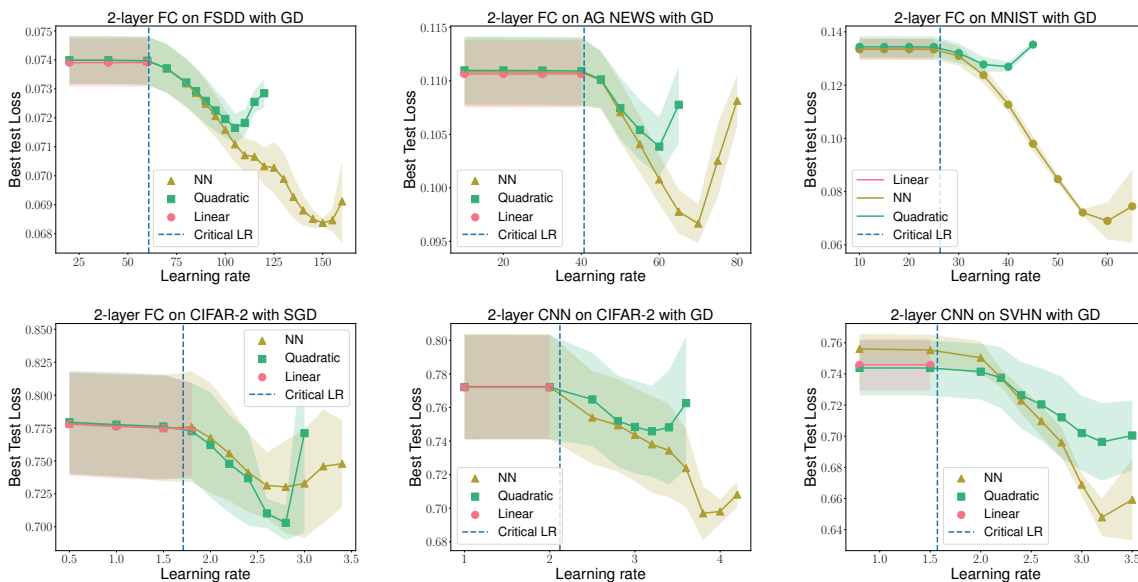 2-layer FC on FSDD with GD
Best Test Loss
0.075
0.074
0.073
0.072
0.071
0.070
0.069
0.068
NN
Quadratic
Linear
Critical LR
25 50 75 100 125 150
Learning rate
2-layer FC on AG NEWS with GD
Best Test Loss
0.115
0.110
0.105
0.100
0.095
NN
Quadratic
Linear
Critical LR
20 40 60 80
Learning rate
2-layer FC on MNIST with GD
Best test Loss
0.14
0.12
0.10
0.08
0.06
Linear
NN
Quadratic
Critical LR
10 20 30 40 50 60
Learning rate
2-layer FC on CIFAR-2 with SGD
Best Test Loss
0.850
0.825
0.800
0.775
0.750
0.725
0.700
NN
Quadratic
Linear
Critical LR
0.5 1.0 1.5 2.0 2.5 3.0 3.5
Learning rate
2-layer CNN on CIFAR-2 with GD
Best Test Loss
0.80
0.78
0.76
0.74
0.72
0.70
0.68
NN
Quadratic
Linear
Critical LR
1 2 3 4
Learning rate
2-layer CNN on SVHN with GD
Best Test Loss
0.76
0.74
0.72
0.70
0.68
0.66
0.64
NN
Quadratic
Linear
Critical LR
1.0 1.5 2.0 2.5 3.0 3.5
Learning rate